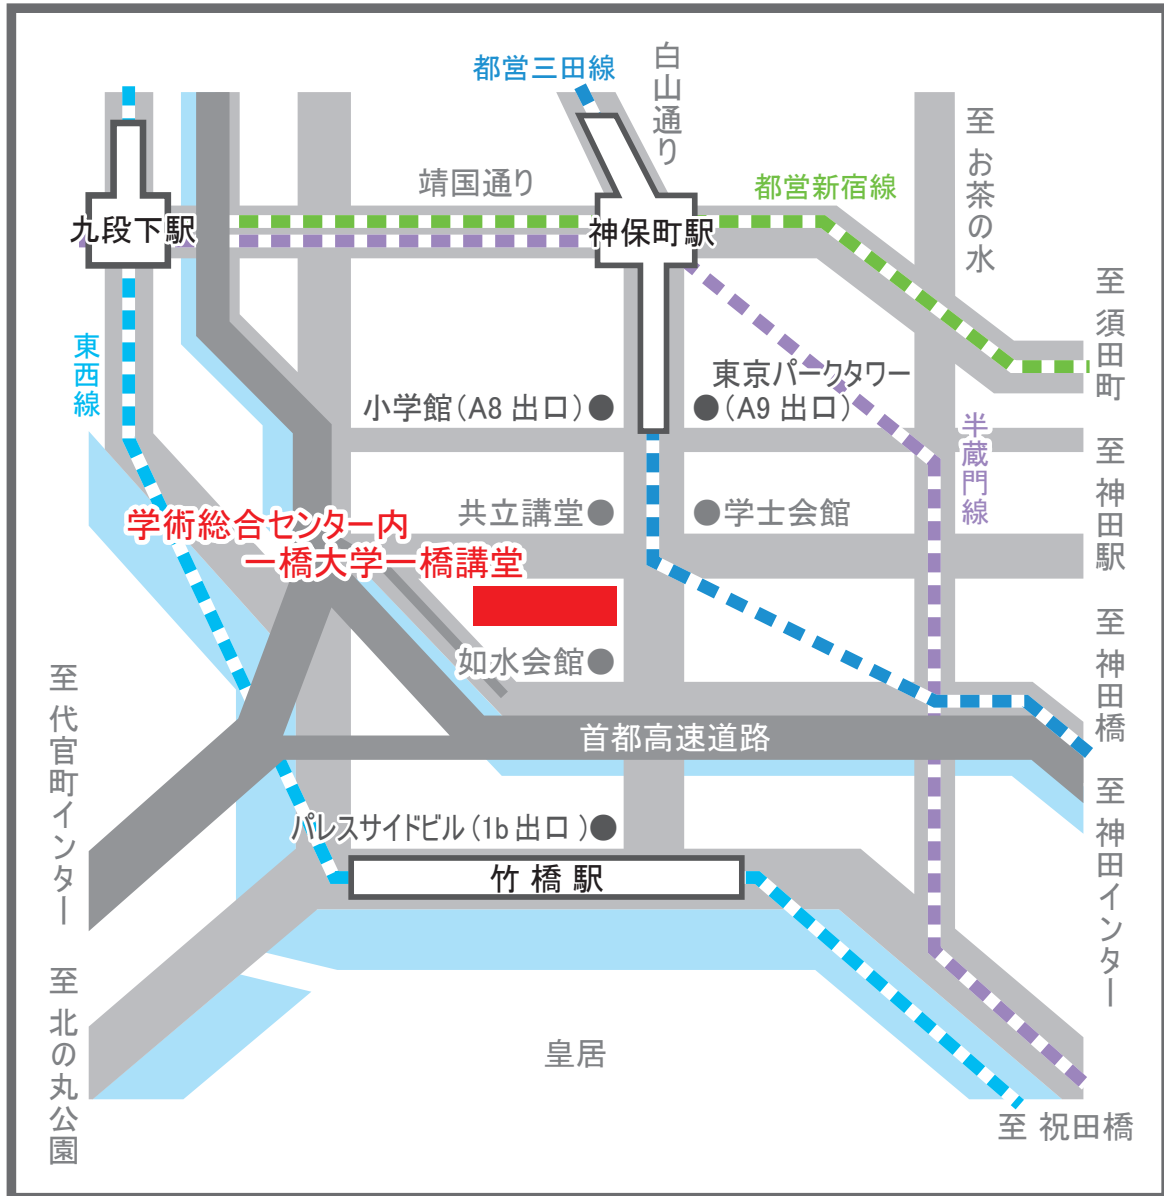 都営三田線
白山通り
至 お茶の水
靖国通り
都営新宿線
九段下駅
神保町駅
至 須田町
東西線
東京パークタワー
(A9 出口)
小学館(A8 出口)
半蔵門線
至 神田駅
共立講堂
学士会館
学術総合センター内
一橋大学一橋講堂
至 神田橋
如水会館
至 代官町インター
首都高速道路
至 神田インター
パレスサイドビル(1b 出口)
竹橋駅
至 北の丸公園
皇居
至 祝田橋